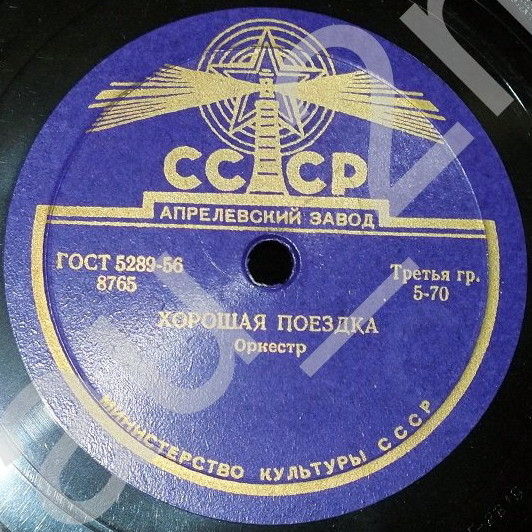 СССР
АПРЕЛЕВСКИЙ ЗАВОД
ГОСТ 5289-56
8765
Третья гр.
5-70
ХОРОШАЯ ПОЕЗДКА
Оркестр
МИНИСТЕРСТВО КУЛЬТУРЫ СССР